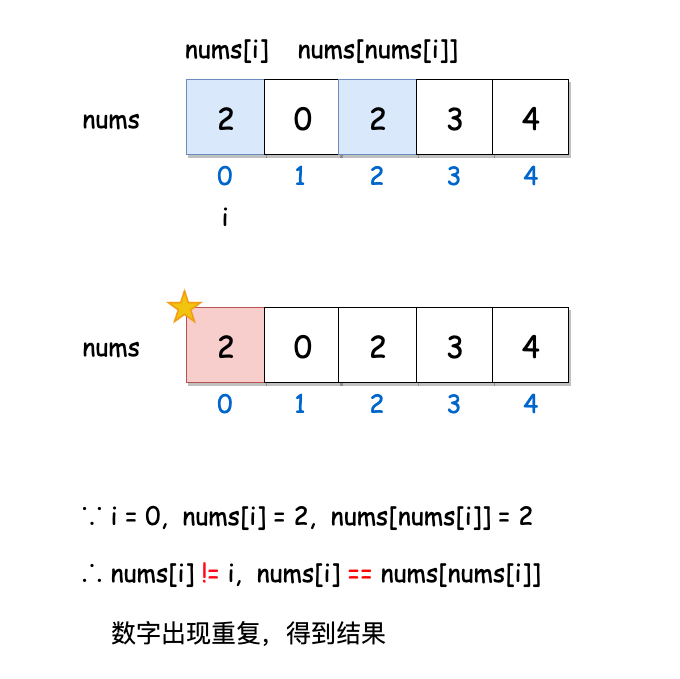 nums[i] nums[nums[i]]
nums 2 0 2 3 4
0 1 2 3 4
i
nums 2 0 2 3 4
0 1 2 3 4
∵ i = 0, nums[i] = 2, nums[nums[i]] = 2
∴ nums[i] != i, nums[i] == nums[nums[i]]
数字出现重复，得到结果